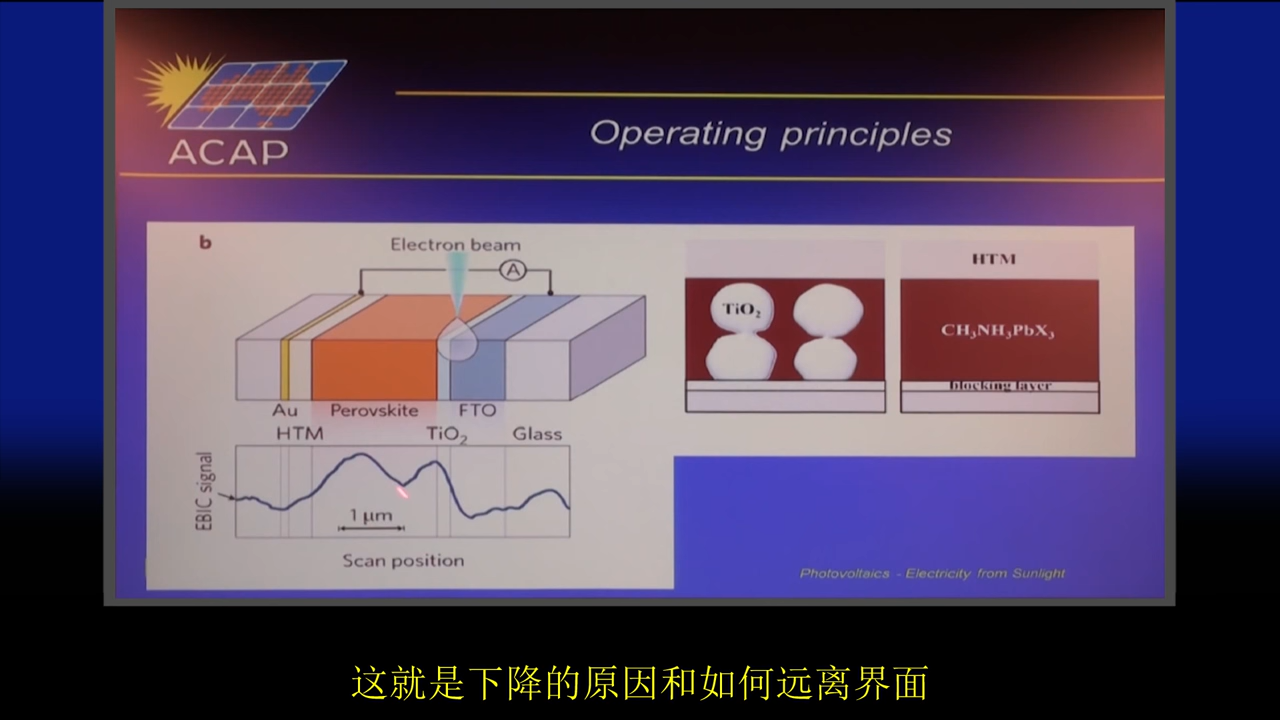 ACAP
Operating principles
b
Electron beam
A
Au
Perovskite
FTO
HTM
TiO₂
Glass
EBIC signal
1 μm
Scan position
TiO₂
HTM
CH₃NH₃PbX₃
blocking layer
Photovoltaics - Electricity from Sunlight
这就是下降的原因和如何远离界面